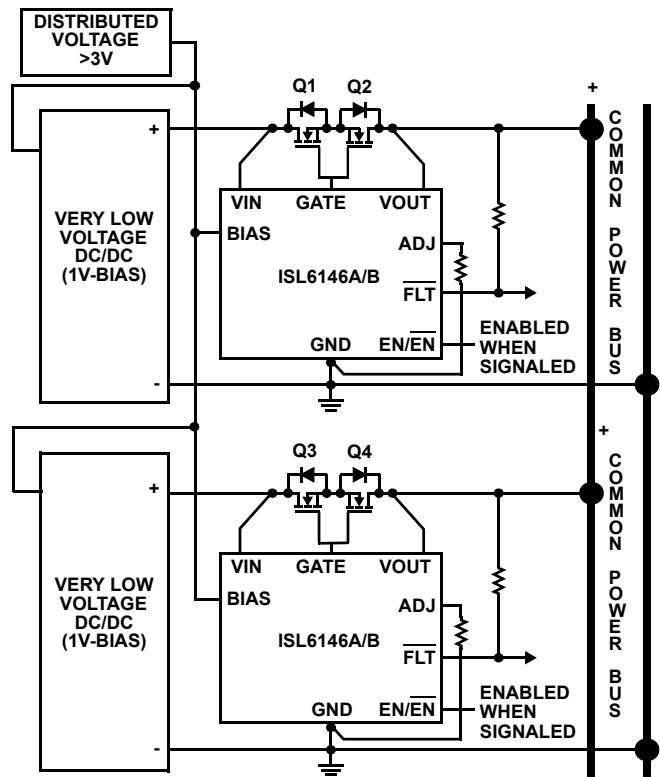 DISTRIBUTED
VOLTAGE
>3V
Q1 Q2
+
+
VERY LOW
VOLTAGE
DC/DC
(1V-BIAS)
-
VIN GATE VOUT
BIAS
ADJ
ISL6146A/B
FLT
GND EN/EN
ENABLED
WHEN
SIGNALED
COMMON POWER BUS
Q3 Q4
+
+
VERY LOW
VOLTAGE
DC/DC
(1V-BIAS)
-
VIN GATE VOUT
BIAS
ADJ
ISL6146A/B
FLT
GND EN/EN
ENABLED
WHEN
SIGNALED
COMMON POWER BUS